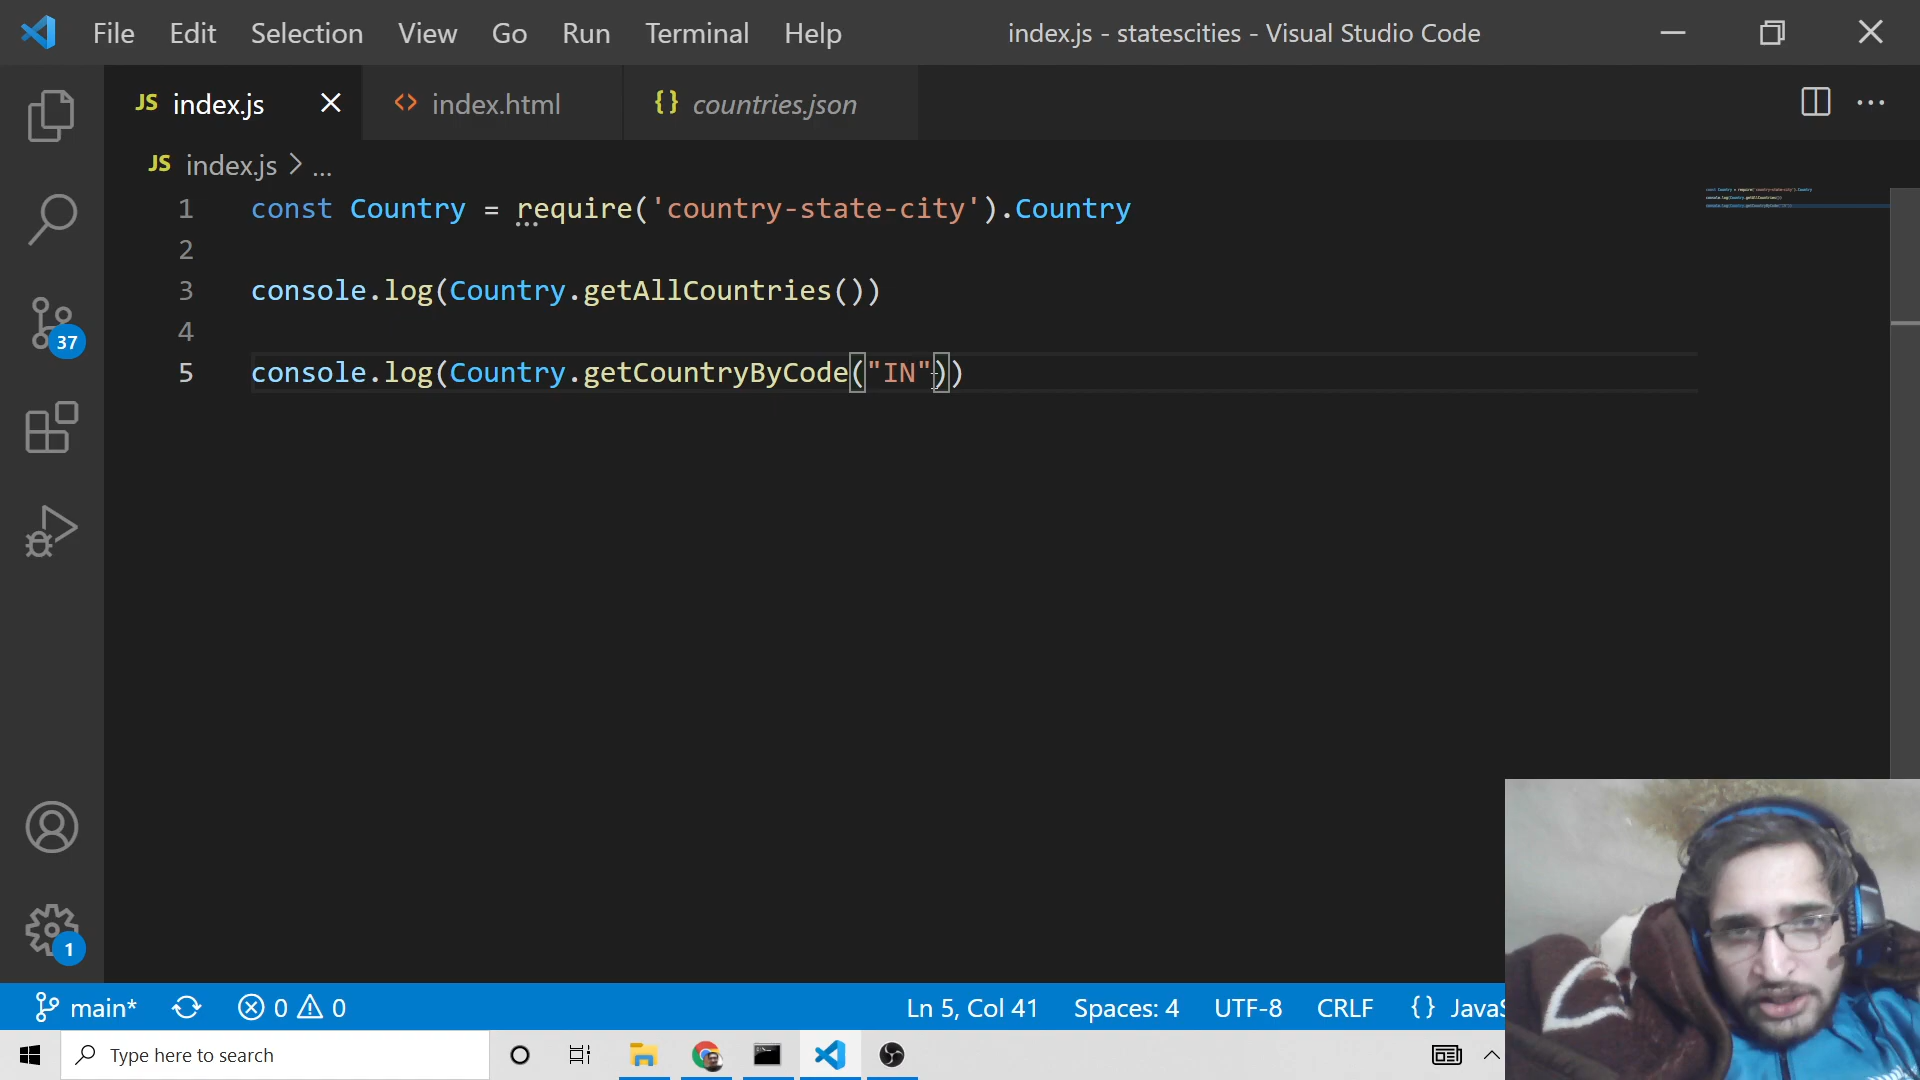 File Edit Selection View Go Run Terminal Help index.js - statescities - Visual Studio Code
JS index.js index.html {} countries.json
JS index.js > ...
1 const Country = require('country-state-city').Country
2
3 console.log(Country.getAllCountries())
4
5 console.log(Country.getCountryByCode("IN"))
37
1
main* 0 0 Ln 5, Col 41 Spaces: 4 UTF-8 CRLF {} JavaS
Type here to search